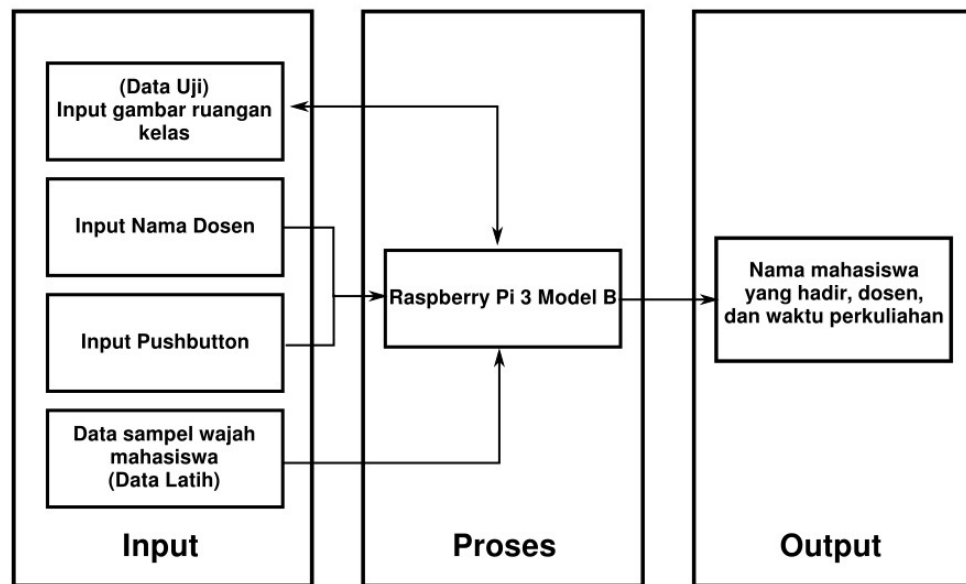 (Data Uji)
Input gambar ruangan
kelas
Input Nama Dosen
Input Pushbutton
Data sampel wajah
mahasiswa
(Data Latih)
Input
Raspberry Pi 3 Model B
Proses
Nama mahasiswa
yang hadir, dosen,
dan waktu perkuliahan
Output